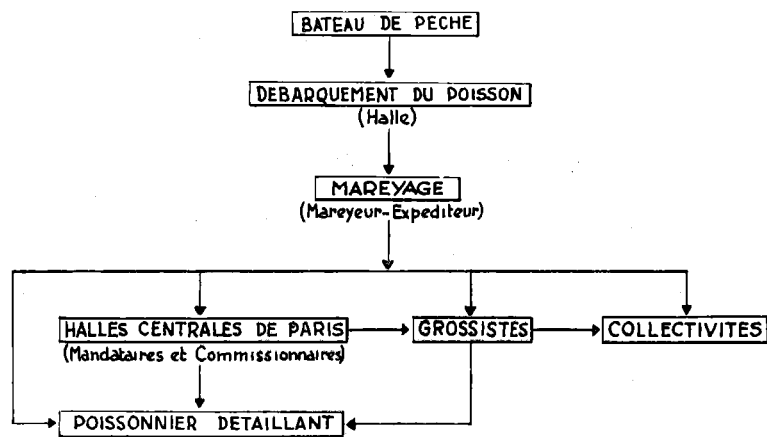 BATEAU DE PECHE
DEBARQUEMENT DU POISSON
(Halle)
MAREYAGE
(Mareyeur-Expediteur)
HALLES CENTRALES DE PARIS
GROSSISTES
COLLECTIVITES
(Mandataires et Commissionnaires)
POISSONNIER DETAILLANT